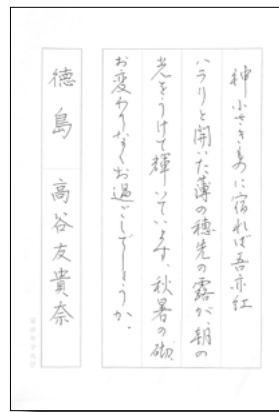 神小さきものに宿れば吾亦紅
ハラリと開いた薄の穂先の露が、朝の
光をうけて輝いています。秋暑の砌、
お変わりなくお過ごしでしょうか。
徳島 高谷友貴奈